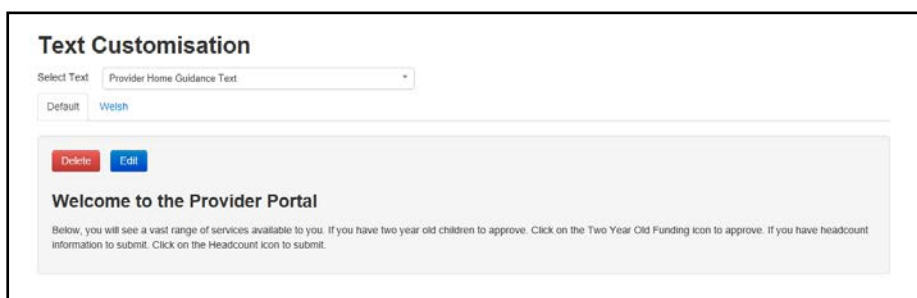 Text Customisation
Select Text Provider Home Guidance Text
Default Welsh
Delete Edit
Welcome to the Provider Portal
Below, you will see a vast range of services available to you. If you have two year old children to approve. Click on the Two Year Old Funding icon to approve. If you have headcount
information to submit. Click on the Headcount icon to submit.